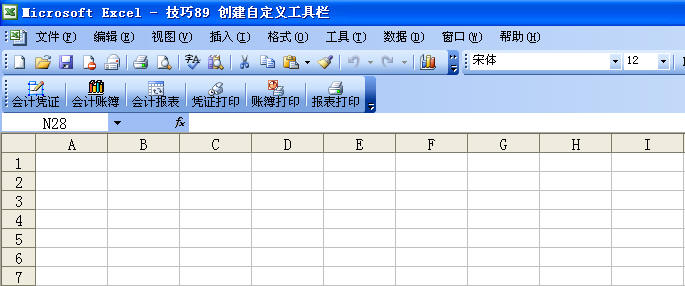 Microsoft Excel - 技巧89 创建自定义工具栏
文件(F) 编辑(E) 视图(V) 插入(I) 格式(O) 工具(T) 数据(D) 窗口(W) 帮助(H)
宋体 12
会计凭证 会计账簿 会计报表 凭证打印 账簿打印 报表打印
N28 fx
A B C D E F G H I
1
2
3
4
5
6
7